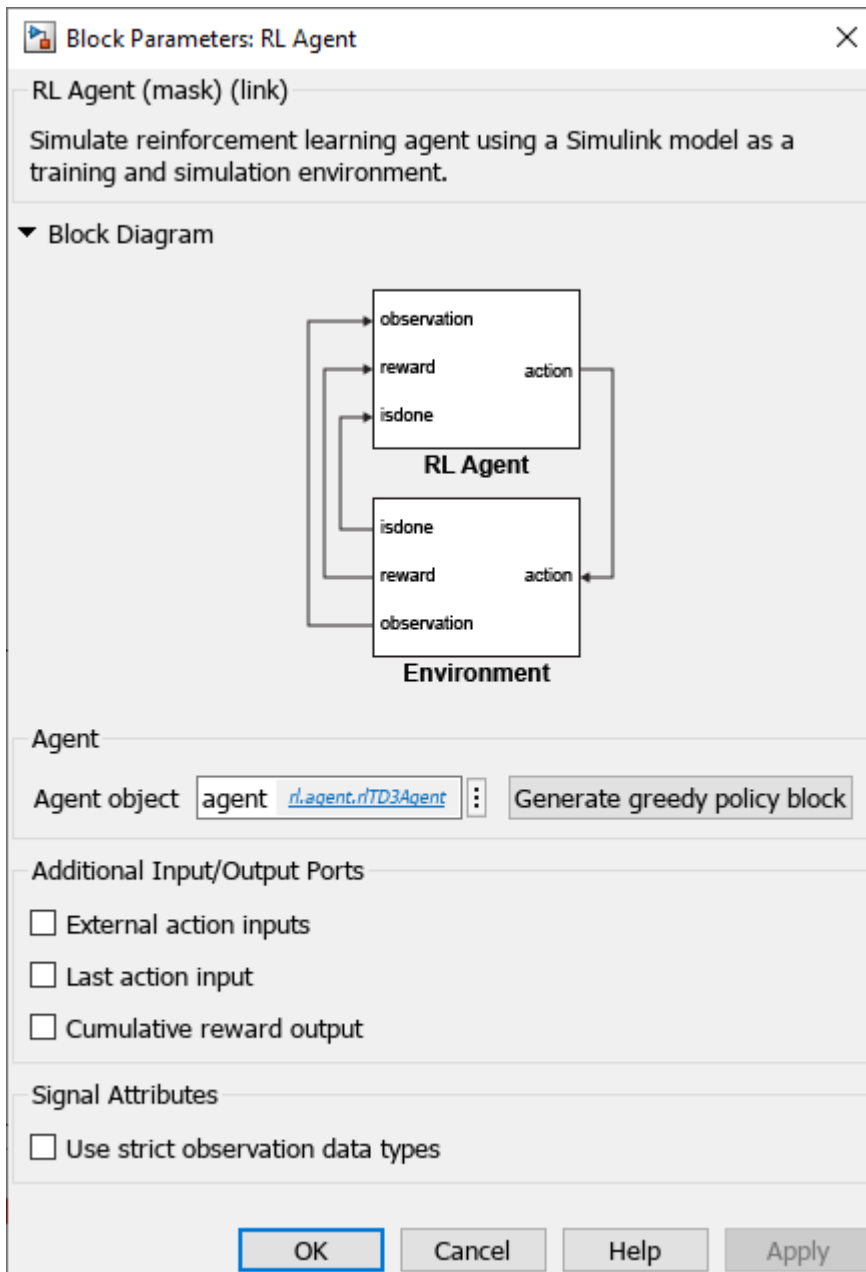 Block Parameters: RL Agent
RL Agent (mask) (link)
Simulate reinforcement learning agent using a Simulink model as a
training and simulation environment.
Block Diagram
observation
reward
action
isdone
RL Agent
isdone
reward
action
observation
Environment
Agent
Agent object
agent
rl.agent.rlTD3Agent
Generate greedy policy block
Additional Input/Output Ports
External action inputs
Last action input
Cumulative reward output
Signal Attributes
Use strict observation data types
OK
Cancel
Help
Apply